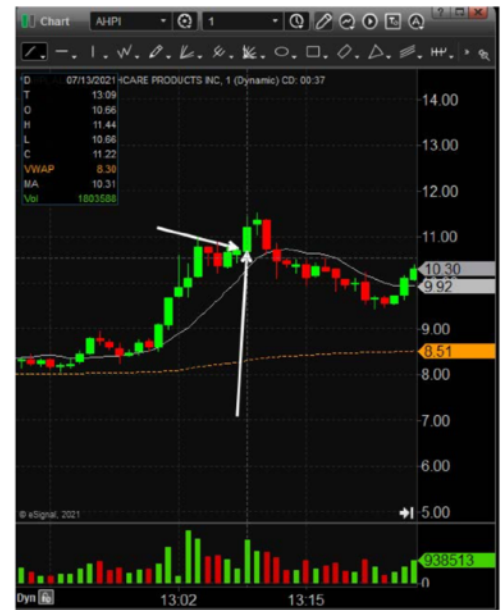 Chart AHPI 1
D 07/13/2021 HCARE PRODUCTS INC, 1 (Dynamic) CD: 00:37
T 13:09
O 10.66
H 11.44
L 10.66
C 11.22
VWAP 8.30
MA 10.31
Vol 1803588
14.00
13.00
12.00
11.00
10.30
9.92
9.00
8.51
8.00
7.00
6.00
5.00
© eSignal, 2021
938513
0
Dyn 13:02 13:15